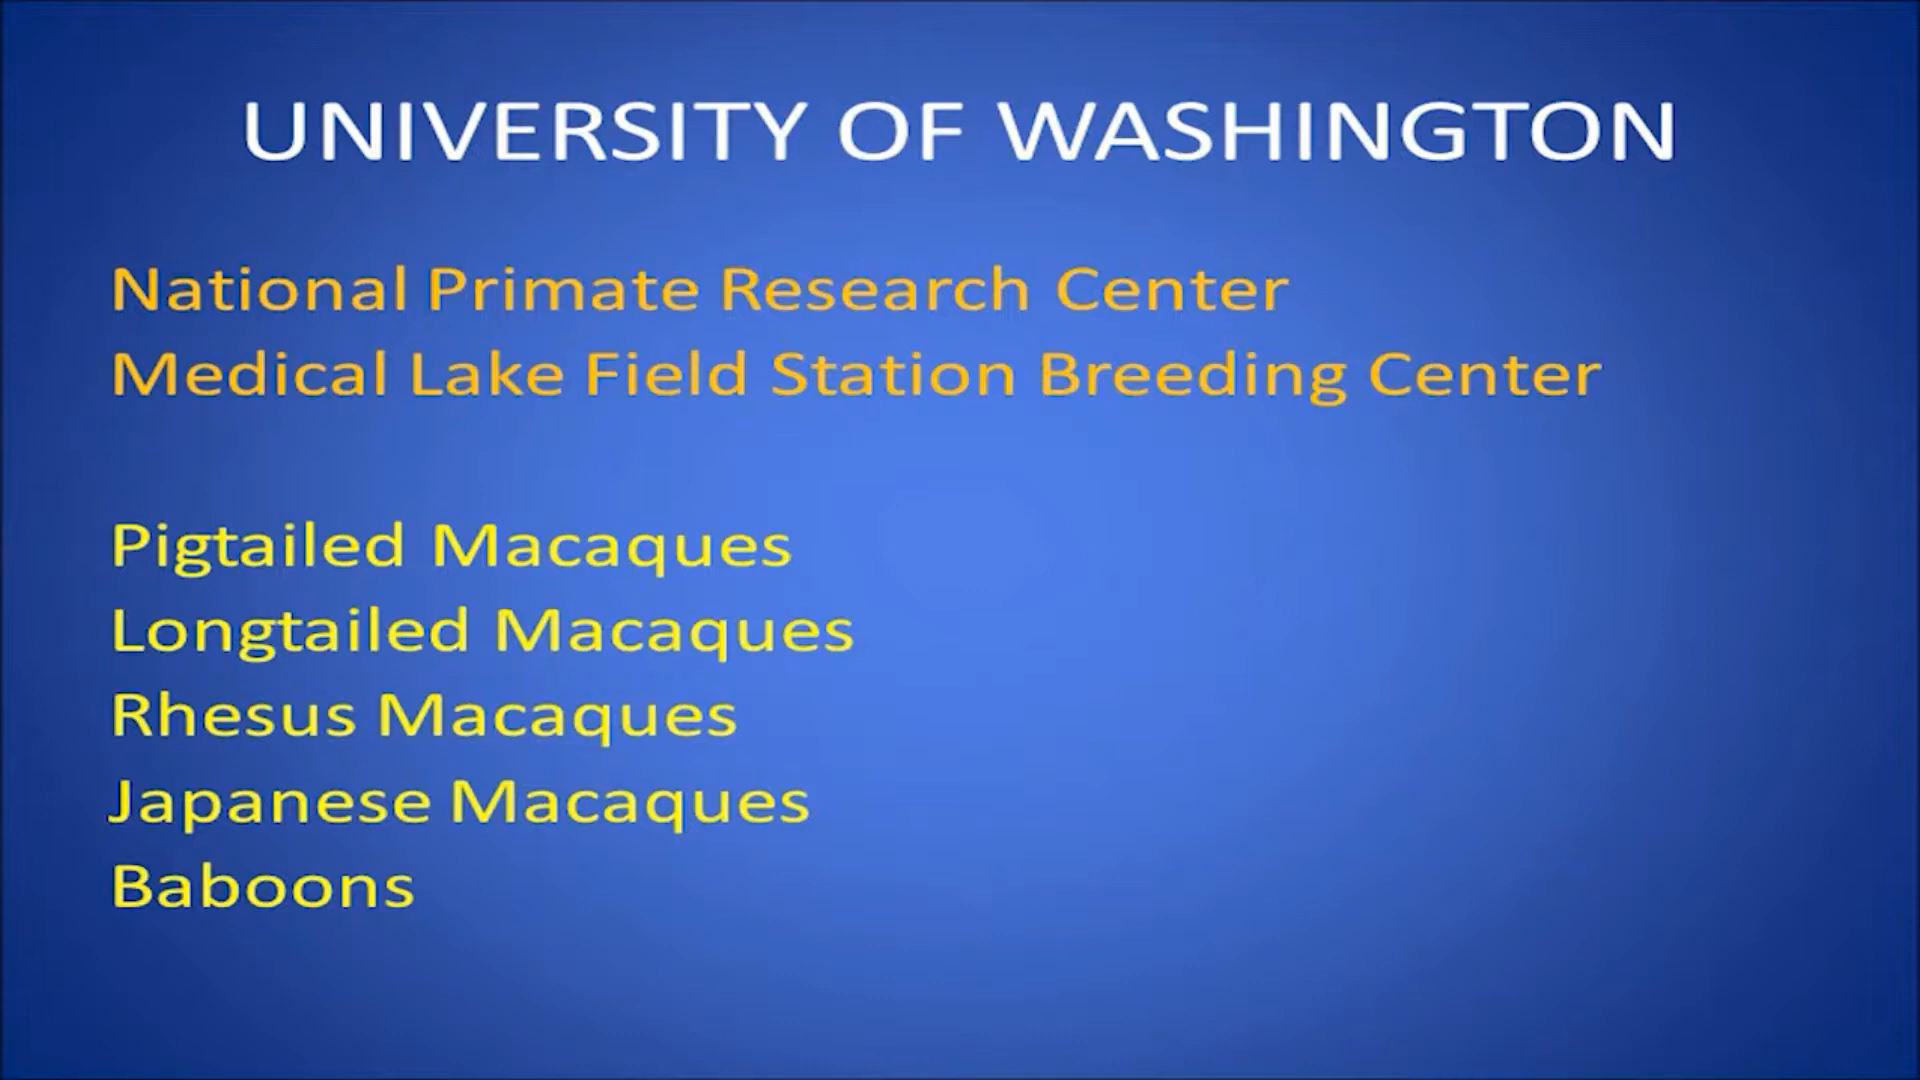 UNIVERSITY OF WASHINGTON
National Primate Research Center
Medical Lake Field Station Breeding Center
Pigtailed Macaques
Longtailed Macaques
Rhesus Macaques
Japanese Macaques
Baboons